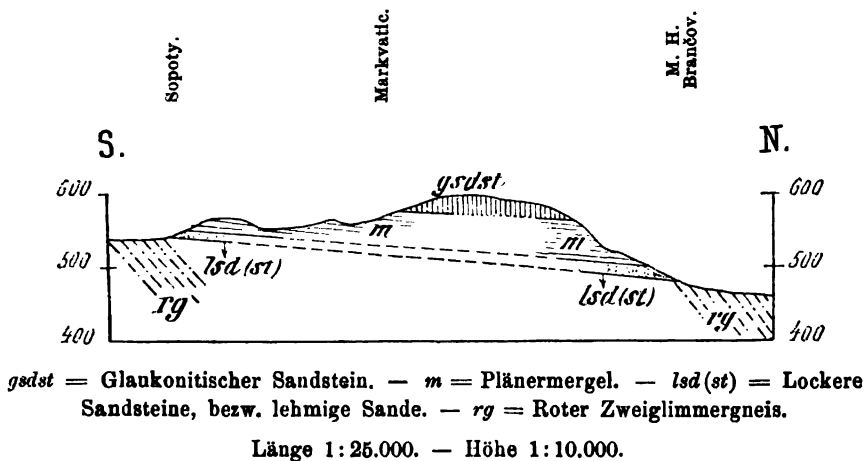 Sopoty.
Markvatic.
M. H.
Brančov.
S.
N.
600
gsdst
600
m
m
500
lsd(st)
500
lsd(st)
rg
rg
400
400
gsdst = Glaukonitischer Sandstein. — m = Plänermergel. — lsd(st) = Lockere
Sandsteine, bezw. lehmige Sande. — rg = Roter Zweiglimmergneis.
Länge 1:25.000. — Höhe 1:10.000.